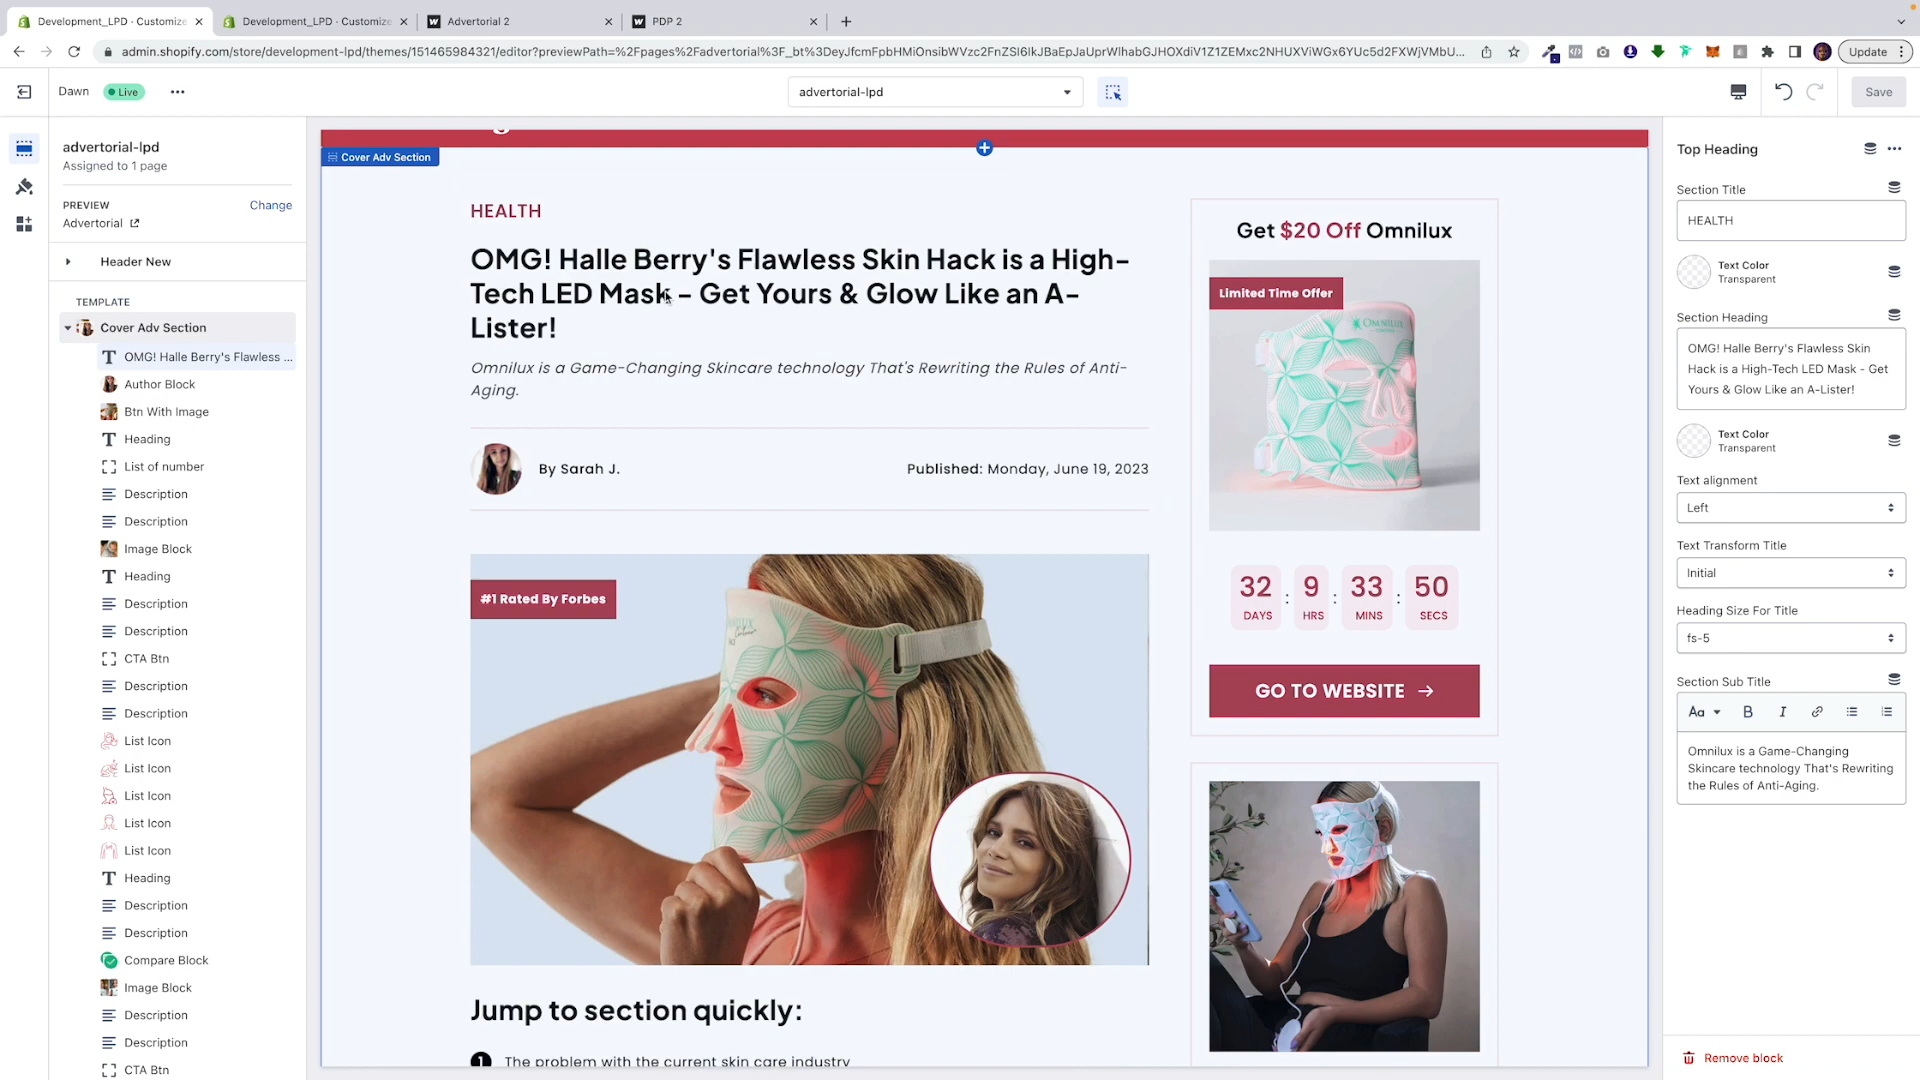 Development_LPD · Customize
Development_LPD · Customize
Advertorial 2
PDP 2
admin.shopify.com/store/development-lpd/themes/151465984321/editor?previewPath=%2Fpages%2Fadvertorial%3F_bt%3DeyJfcmFpbHMiOnsibWVzc2FnZSI6IkJBaEpJaUprWlhabGJHOXdiV1Z1ZEMxc2NHUXViWGx6YUc5d2FXWjVMbU...
Update
Dawn
Live
advertorial-lpd
Save
advertorial-lpd
Assigned to 1 page
PREVIEW
Change
Advertorial
Header New
TEMPLATE
Cover Adv Section
OMG! Halle Berry's Flawless ...
Author Block
Btn With Image
Heading
List of number
Description
Description
Image Block
Heading
Description
Description
CTA Btn
Description
Description
List Icon
List Icon
List Icon
List Icon
List Icon
Heading
Description
Description
Compare Block
Image Block
Description
Description
CTA Btn
Cover Adv Section
HEALTH
OMG! Halle Berry's Flawless Skin Hack is a High-
Tech LED Mask - Get Yours & Glow Like an A-
Lister!
Omnilux is a Game-Changing Skincare technology That's Rewriting the Rules of Anti-
Aging.
By Sarah J.
Published: Monday, June 19, 2023
#1 Rated By Forbes
Jump to section quickly:
1 The problem with the current skin care industry
Get $20 Off Omnilux
Limited Time Offer
OMNILUX
32 : 9 : 33 : 50
DAYS HRS MINS SECS
GO TO WEBSITE →
Top Heading
Section Title
HEALTH
Text Color
Transparent
Section Heading
OMG! Halle Berry's Flawless Skin
Hack is a High-Tech LED Mask - Get
Yours & Glow Like an A-Lister!
Text Color
Transparent
Text alignment
Left
Text Transform Title
Initial
Heading Size For Title
fs-5
Section Sub Title
Aa B I
Omnilux is a Game-Changing
Skincare technology That's Rewriting
the Rules of Anti-Aging.
Remove block